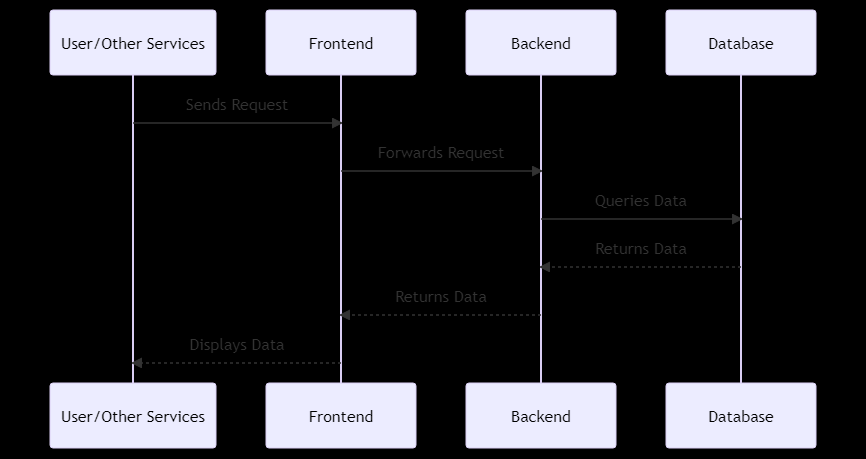 User/Other Services
Frontend
Backend
Database
Sends Request
Forwards Request
Queries Data
Returns Data
Returns Data
Displays Data
User/Other Services
Frontend
Backend
Database